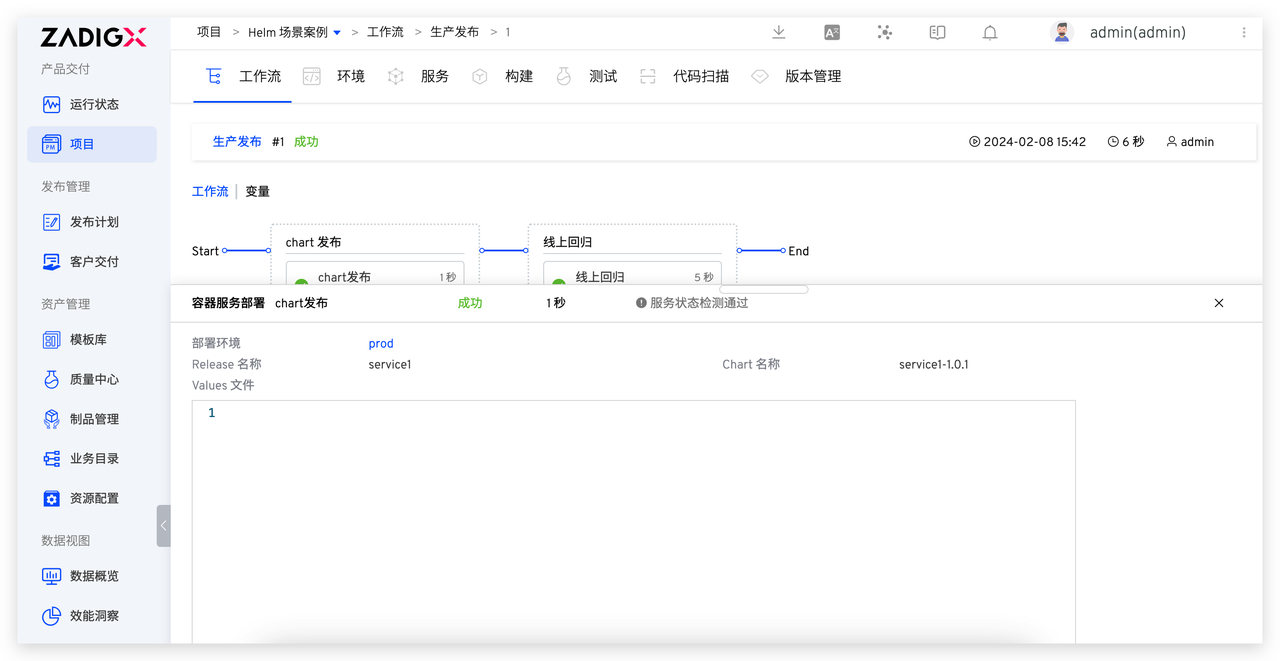 ZADIGX
项目 > Helm 场景案例 > 工作流 > 生产发布 > 1
admin(admin)
产品交付
运行状态
项目
发布管理
发布计划
客户交付
资产管理
模板库
质量中心
制品管理
业务目录
资源配置
数据视图
数据概览
效能洞察
工作流 环境 服务 构建 测试 代码扫描 版本管理
生产发布 #1 成功 2024-02-08 15:42 6 秒 admin
工作流 | 变量
Start
chart 发布
chart发布 1 秒
线上回归
线上回归 5 秒
End
容器服务部署 chart发布 成功 1 秒 服务状态检测通过
部署环境 prod
Release 名称 service1 Chart 名称 service1-1.0.1
Values 文件
1